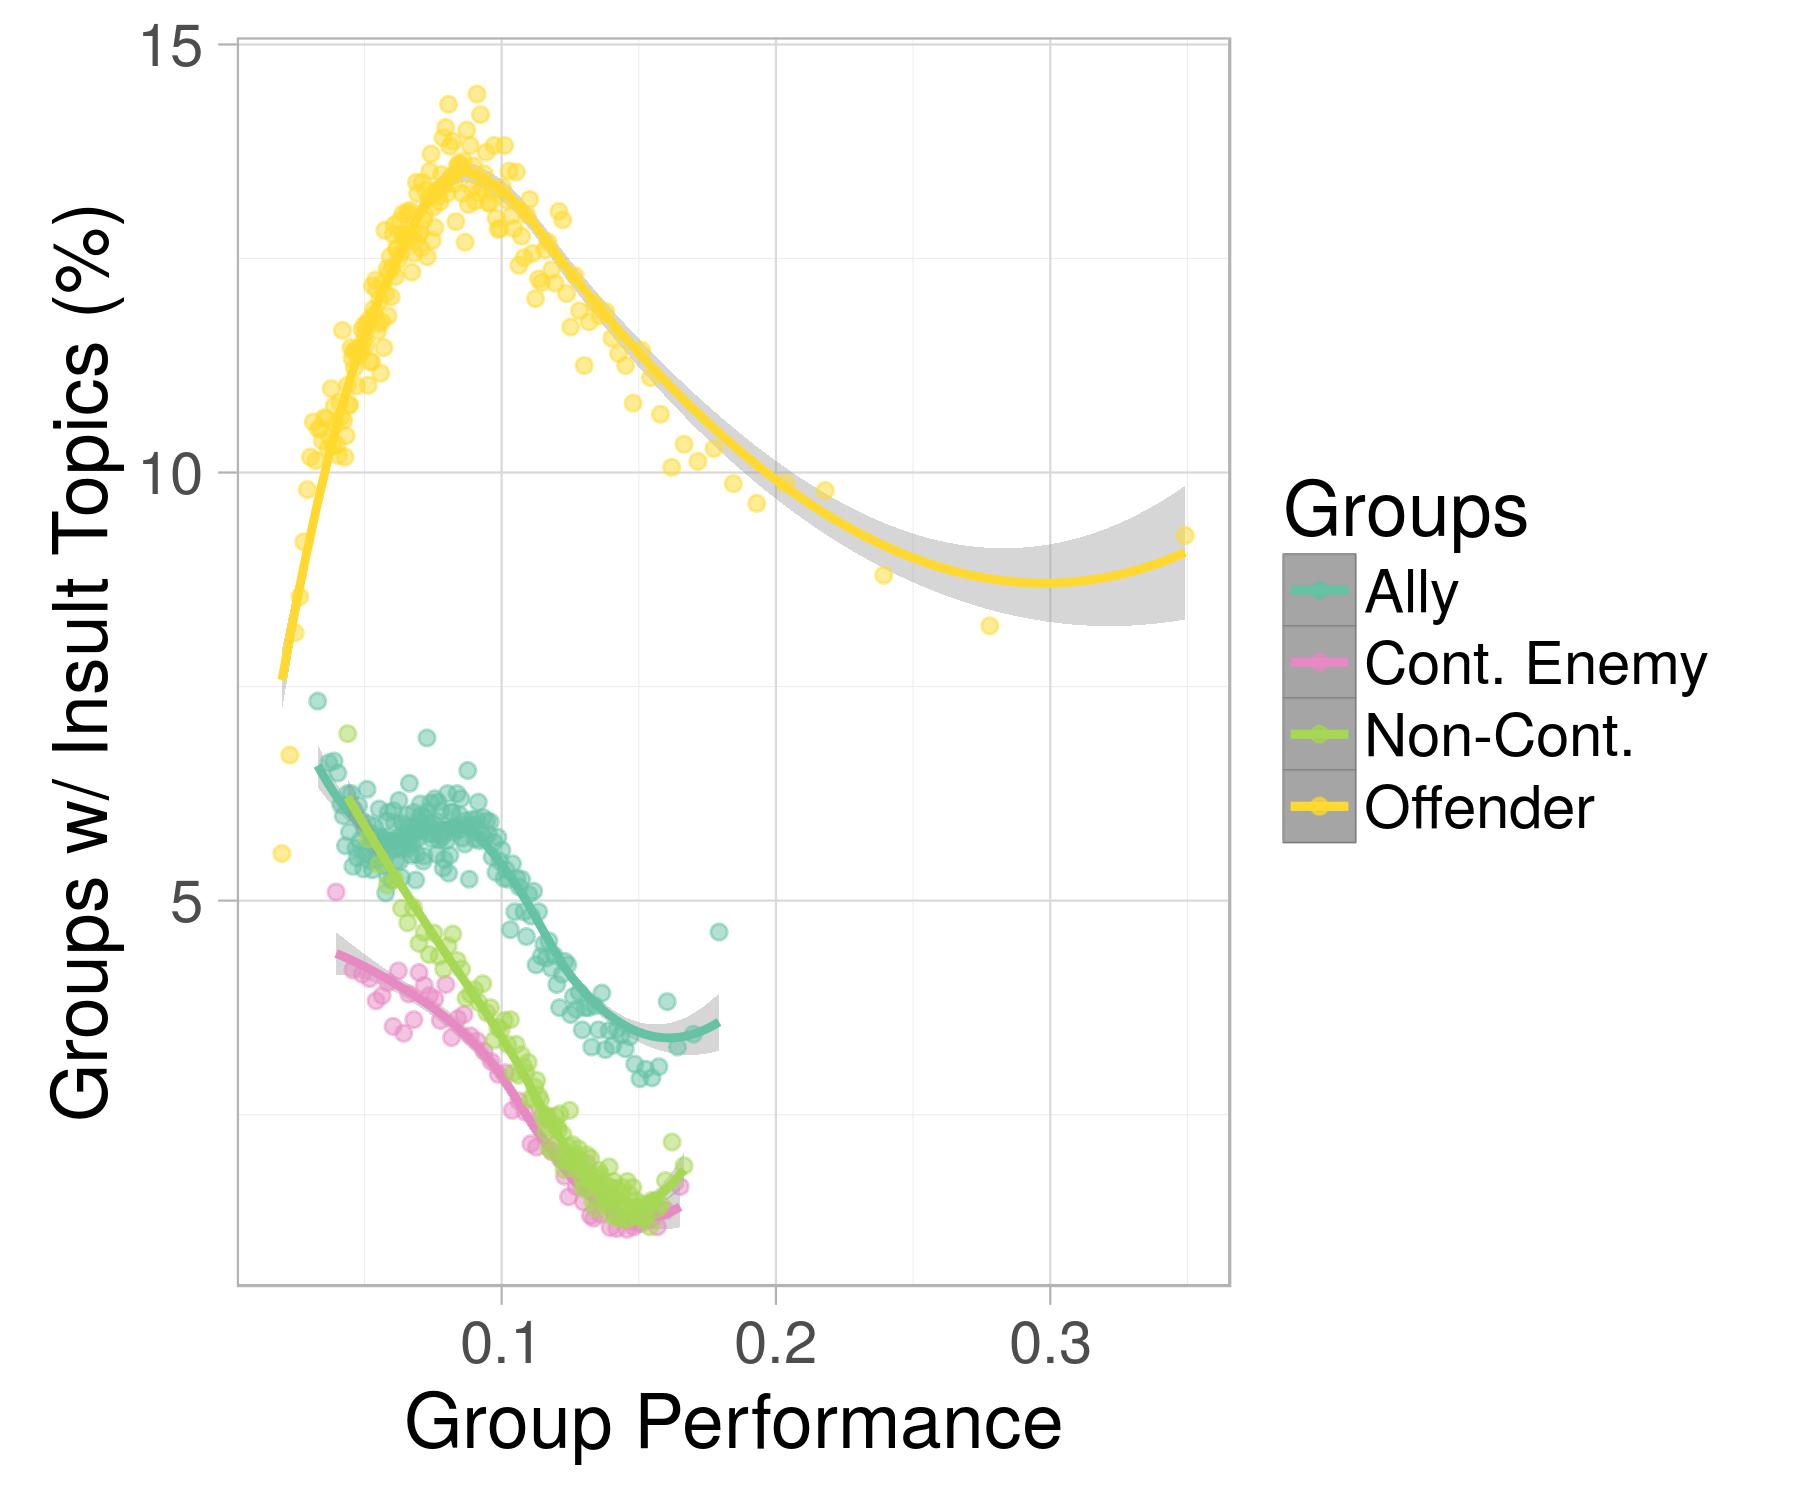 Groups w/ Insult Topics (%)
15
10
5
0.1
0.2
0.3
Group Performance
Groups
Ally
Cont. Enemy
Non-Cont.
Offender